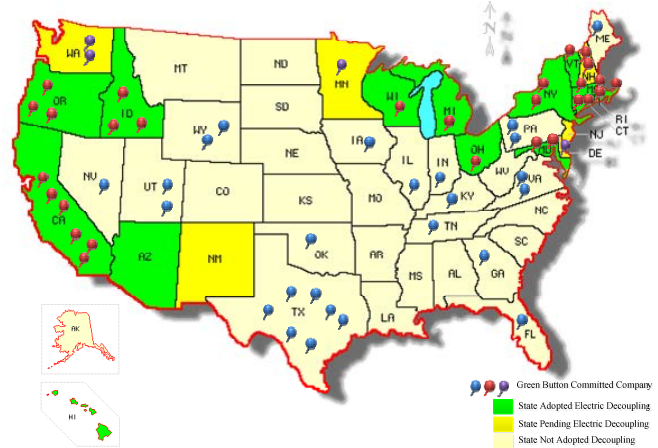 N
ME
WA
MT
ND
MN
VT
NH
OR
ID
SD
WI
NY
MI
WY
RI
CT
IA
PA
NJ
NE
OH
MD
DE
IL
IN
NV
UT
WV
VA
CO
KS
MO
KY
CA
NC
TN
AZ
NM
OK
AR
SC
MS
AL
GA
TX
LA
FL
AK
HI
Green Button Committed Company
State Adopted Electric Decoupling
State Pending Electric Decoupling
State Not Adopted Decoupling